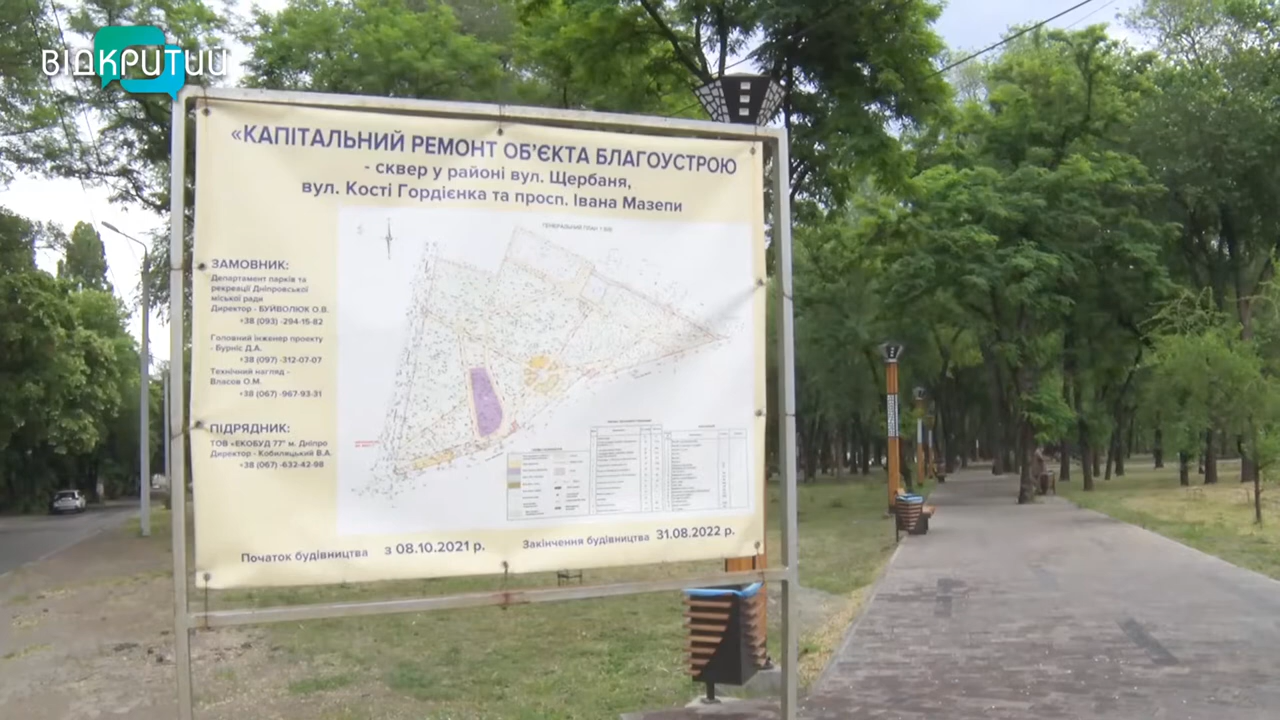 ВІДКРИТИЙ
«КАПІТАЛЬНИЙ РЕМОНТ ОБ'ЄКТА БЛАГОУСТРОЮ
- сквер у районі вул. Щербаня,
вул. Кості Гордієнка та просп. Івана Мазепи
ГЕНЕРАЛЬНИЙ ПЛАН
ЗАМОВНИК:
Департамент парків та
рекреації Дніпровської
міської ради
Директор - БУЙВОЛЮК О.В.
+38 (093) -294-15-82
Головний інженер проекту
- Бурніс Д.А.
+38 (097) -312-07-07
Технічний нагляд -
Власов О.М.
+38 (067) -967-93-31
ПІДРЯДНИК:
ТОВ "ЕКОБУД 77" м. Дніпро
Директор - Кобиляцький В.А.
+38 (067) -632-42-98
Початок будівництва з 08.10.2021 р.
Закінчення будівництва 31.08.2022 р.